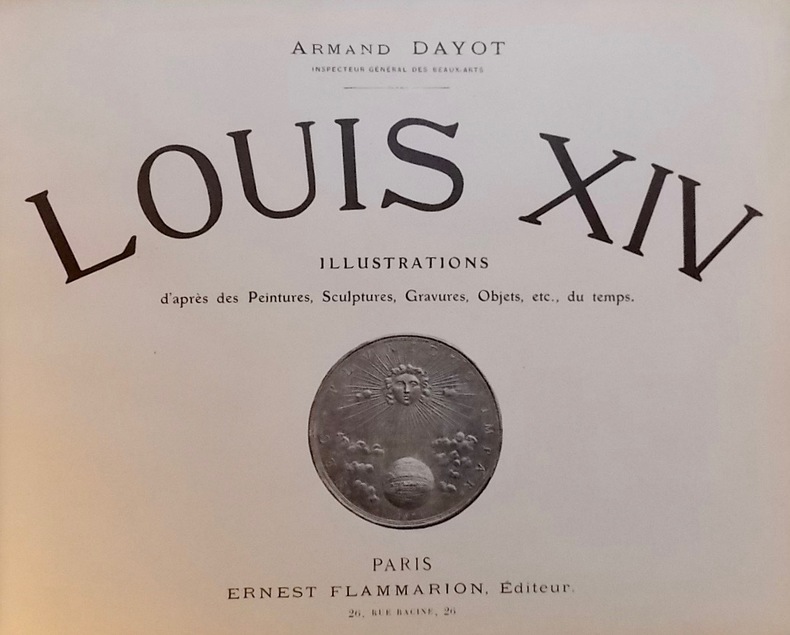 ARMAND DAYOT
INSPECTEUR GÉNÉRAL DES BEAUX-ARTS
LOUIS XIV
ILLUSTRATIONS
d'après des Peintures, Sculptures, Gravures, Objets, etc., du temps.
IMPAR
PARIS
ERNEST FLAMMARION, Éditeur.
26, RUE RACINE, 26